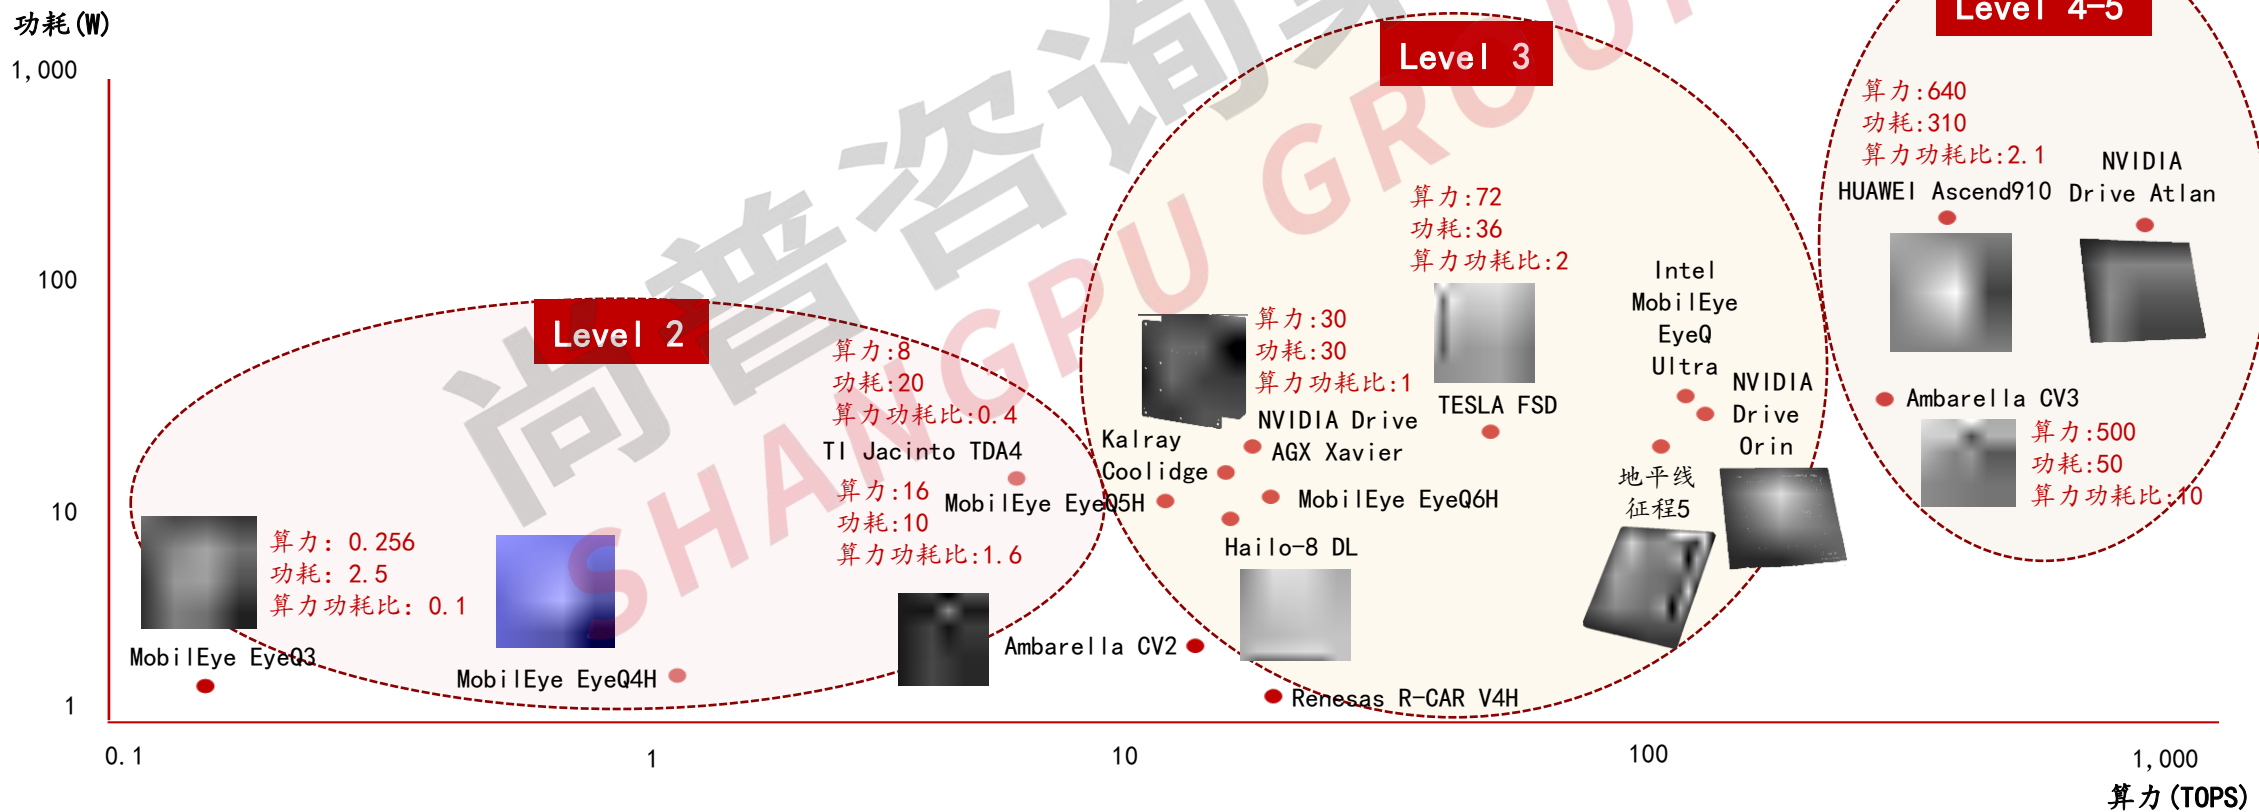 功耗(W)
1,000
100
10
1
0.1
1
10
100
1,000
算力(TOPS)
Level 2
Level 3
Level 4-5
算力: 0.256
功耗: 2.5
算力功耗比: 0.1
MobilEye EyeQ3
MobilEye EyeQ4H
算力:8
功耗:20
算力功耗比:0.4
TI Jacinto TDA4
算力:16
功耗:10
算力功耗比:1.6
MobilEye EyeQ5H
Ambarella CV2
Kalray
Coolidge
算力:30
功耗:30
算力功耗比:1
NVIDIA Drive
AGX Xavier
MobilEye EyeQ6H
Hailo-8 DL
Renesas R-CAR V4H
算力:72
功耗:36
算力功耗比:2
TESLA FSD
Intel
MobilEye
EyeQ
Ultra
NVIDIA
Drive
Orin
地平线
征程5
算力:640
功耗:310
算力功耗比:2.1
HUAWEI Ascend910
NVIDIA
Drive Atlan
Ambarella CV3
算力:500
功耗:50
算力功耗比:10
尚普咨询集
SHANGPU GROUP